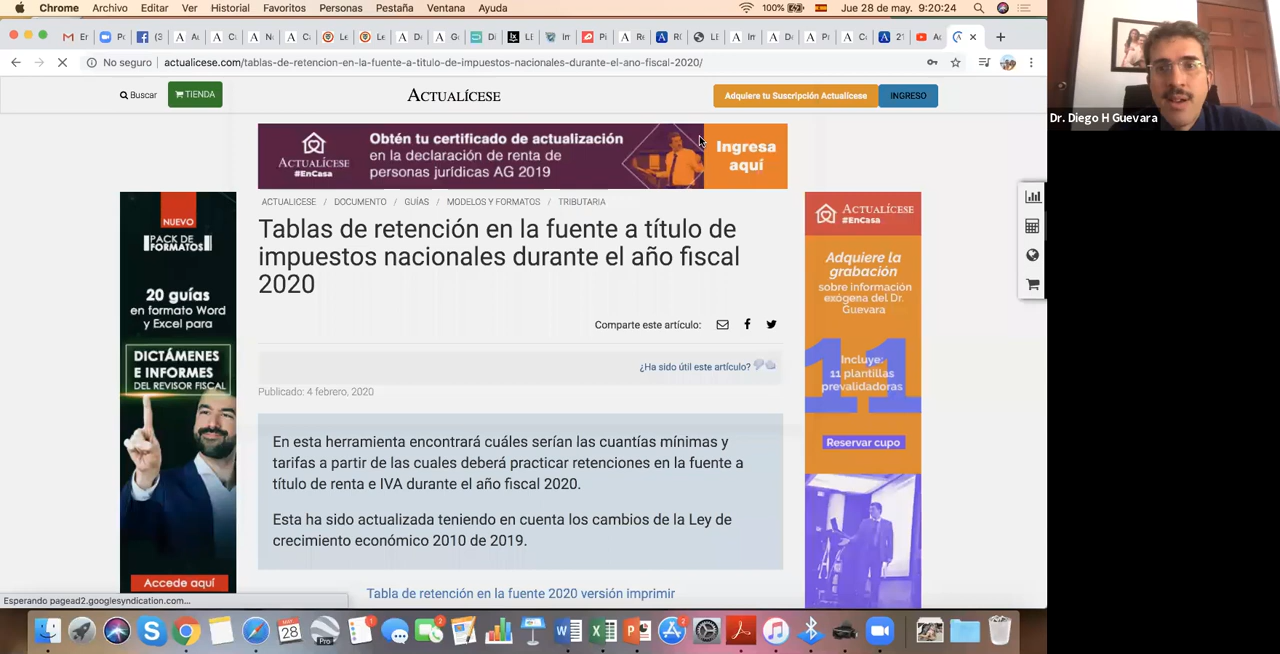 Chrome Archivo Editar Ver Historial Favoritos Personas Pestaña Ventana Ayuda
100% Jue 28 de may. 9:20:24
No seguro actualicese.com/tablas-de-retencion-en-la-fuente-a-titulo-de-impuestos-nacionales-durante-el-ano-fiscal-2020/
Buscar TIENDA ACTUALÍCESE Adquiere tu Suscripción Actualícese INGRESO
Dr. Diego H Guevara
ACTUALÍCESE
#EnCasa
Obtén tu certificado de actualización
en la declaración de renta de
personas jurídicas AG 2019
Ingresa
aquí
ACTUALICESE / DOCUMENTO / GUÍAS / MODELOS Y FORMATOS / TRIBUTARIA
Tablas de retención en la fuente a título de
impuestos nacionales durante el año fiscal
2020
Comparte este artículo:
¿Ha sido útil este artículo?
Publicado: 4 febrero, 2020
En esta herramienta encontrará cuáles serían las cuantías mínimas y
tarifas a partir de las cuales deberá practicar retenciones en la fuente a
título de renta e IVA durante el año fiscal 2020.
Esta ha sido actualizada teniendo en cuenta los cambios de la Ley de
crecimiento económico 2010 de 2019.
Tabla de retención en la fuente 2020 versión imprimir
NUEVO
PACK DE
FORMATOS
20 guías
en formato Word
y Excel para
DICTÁMENES
E INFORMES
DEL REVISOR FISCAL
Accede aquí
ACTUALÍCESE
#EnCasa
Adquiere la
grabación
sobre información
exógena del Dr.
Guevara
11
Incluye:
11 plantillas
prevalidadoras
Reservar cupo
Esperando pagead2.googlesyndication.com...
MAY
28
Pro